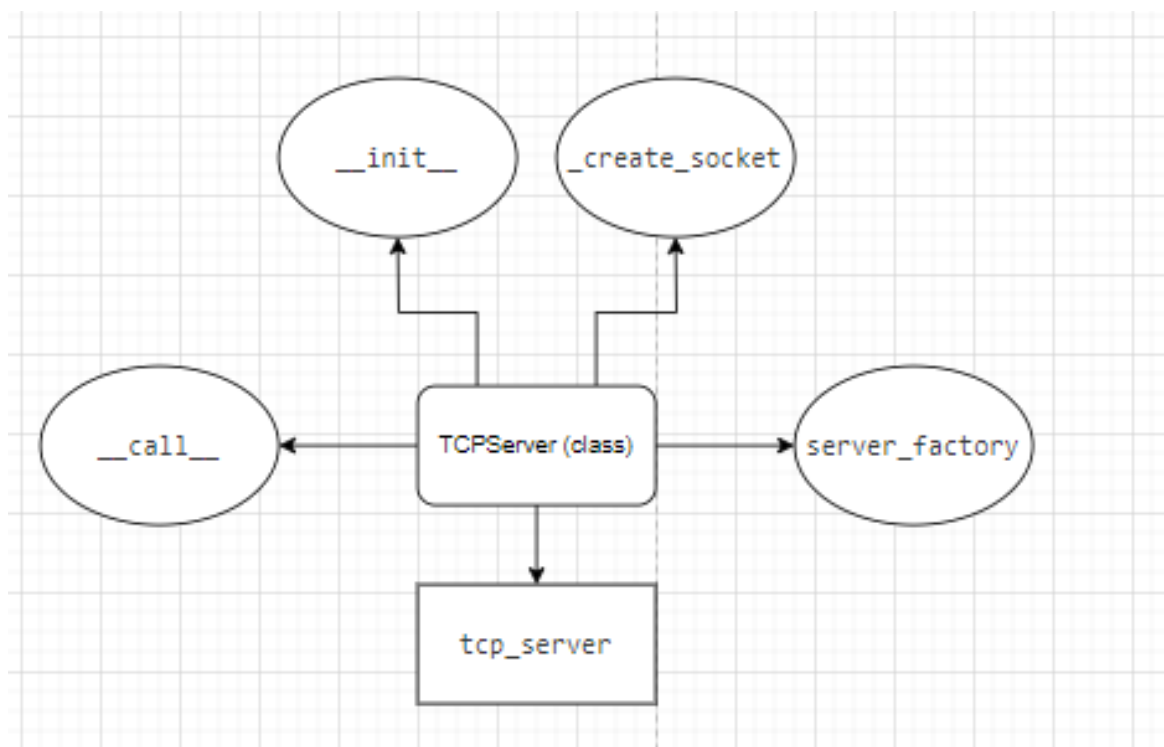 __init__
_create_socket
__call__
TCPServer (class)
server_factory
tcp_server